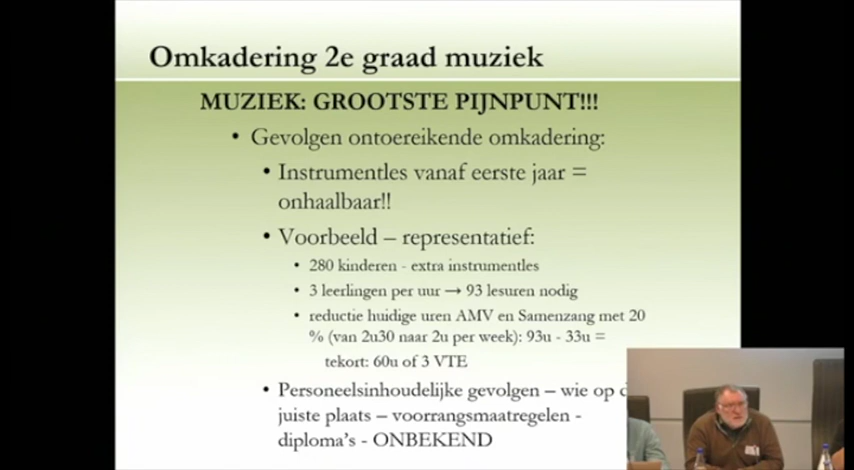 Omkadering 2e graad muziek
MUZIEK: GROOTSTE PIJNPUNT!!!
• Gevolgen ontoereikende omkadering:
• Instrumentles vanaf eerste jaar =
onhaalbaar!!
• Voorbeeld – representatief:
• 280 kinderen - extra instrumentles
• 3 leerlingen per uur → 93 lesuren nodig
• reductie huidige uren AMV en Samenzang met 20
% (van 2u30 naar 2u per week): 93u - 33u =
tekort: 60u of 3 VTE
• Personeelsinhoudelijke gevolgen – wie op
juiste plaats – voorrangsmaatregelen -
diploma's - ONBEKEND